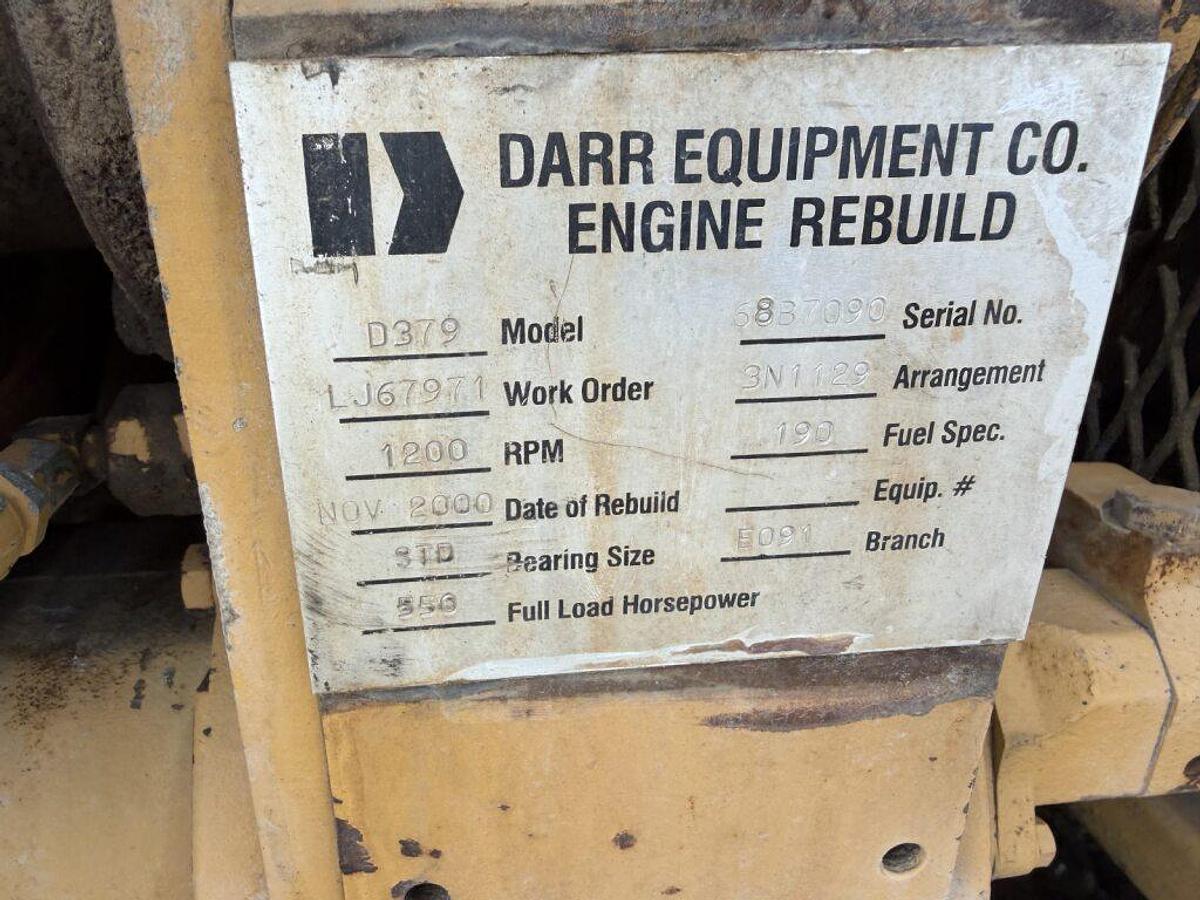 DARR EQUIPMENT CO.
ENGINE REBUILD
D379 Model 68B7090 Serial No.
LJ67971 Work Order 3N1129 Arrangement
1200 RPM 190 Fuel Spec.
NOV 2000 Date of Rebuild Equip. #
STD Bearing Size E091 Branch
550 Full Load Horsepower